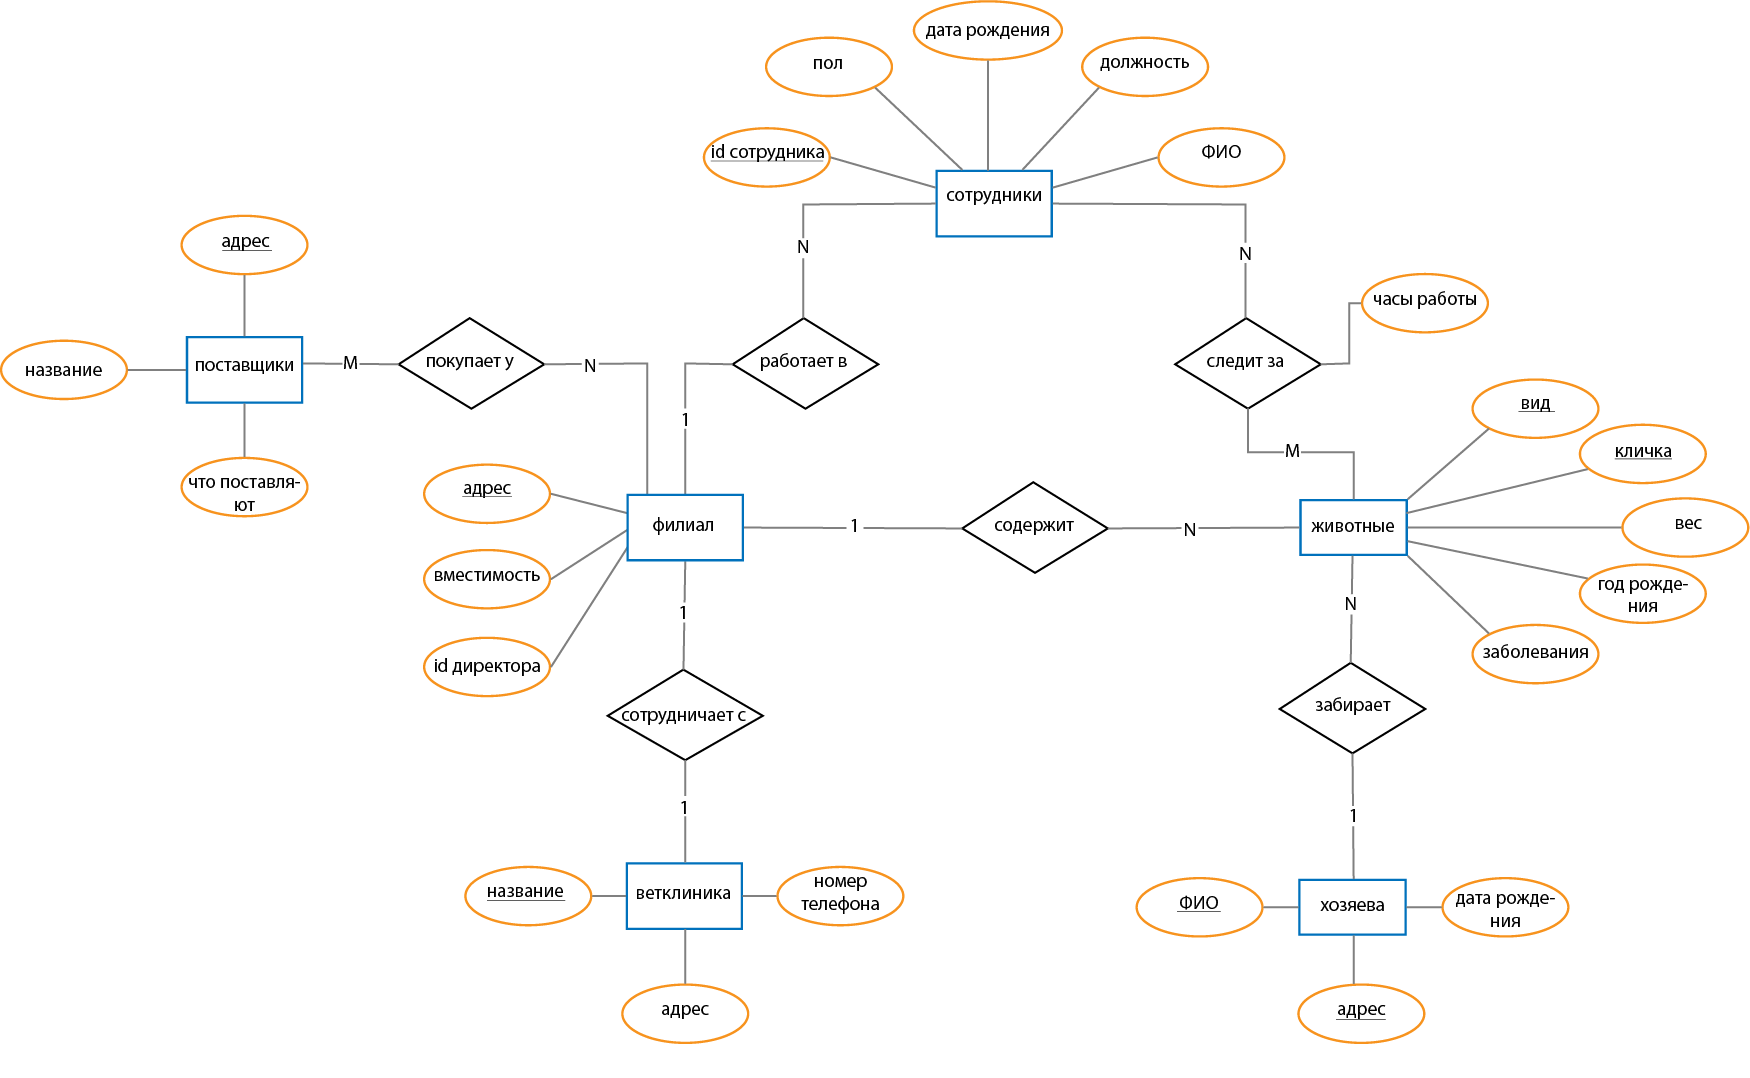 дата рождения
пол
должность
id сотрудника
ФИО
сотрудники
адрес
N
N
часы работы
название
поставщики
M
покупает у
N
работает в
следит за
что поставля-
ют
1
вид
M
кличка
адрес
филиал
1
содержит
N
животные
вес
вместимость
год рожде-
ния
1
N
id директора
заболевания
сотрудничает с
забирает
1
1
название
ветклиника
номер
телефона
ФИО
хозяева
дата рожде-
ния
адрес
адрес